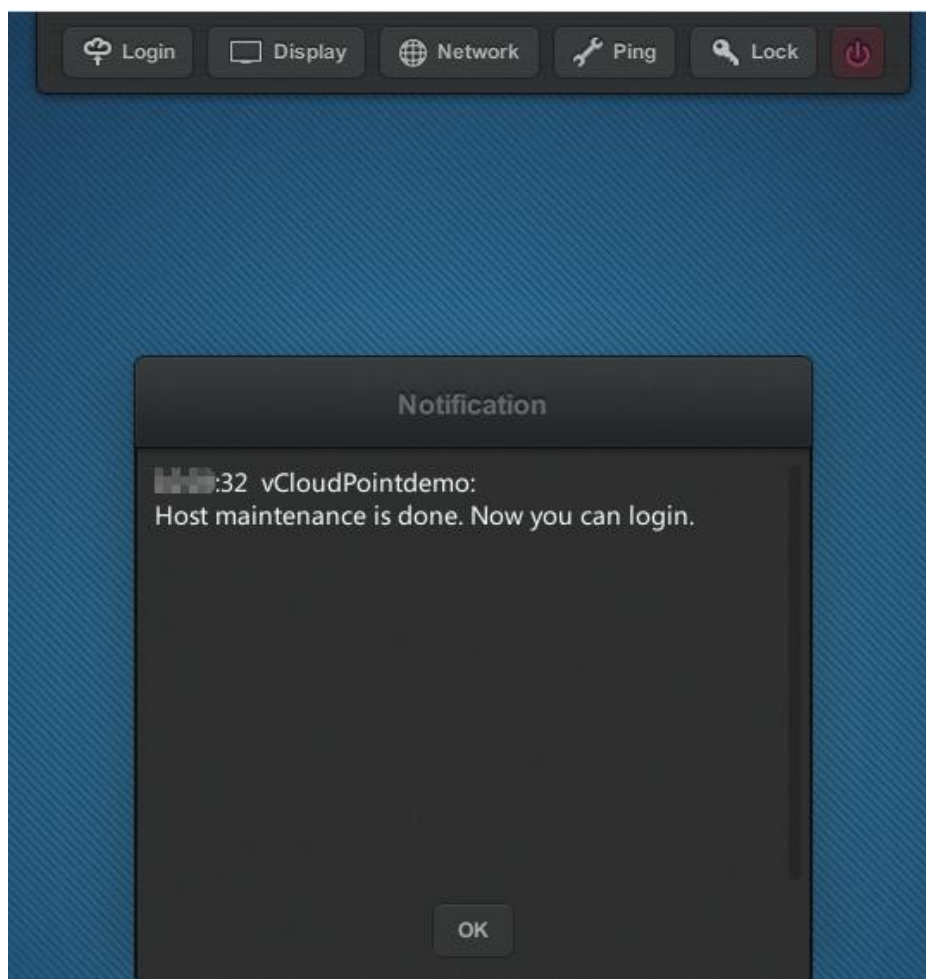 Login Display Network Ping Lock
Notification
:32 vCloudPointdemo:
Host maintenance is done. Now you can login.
OK